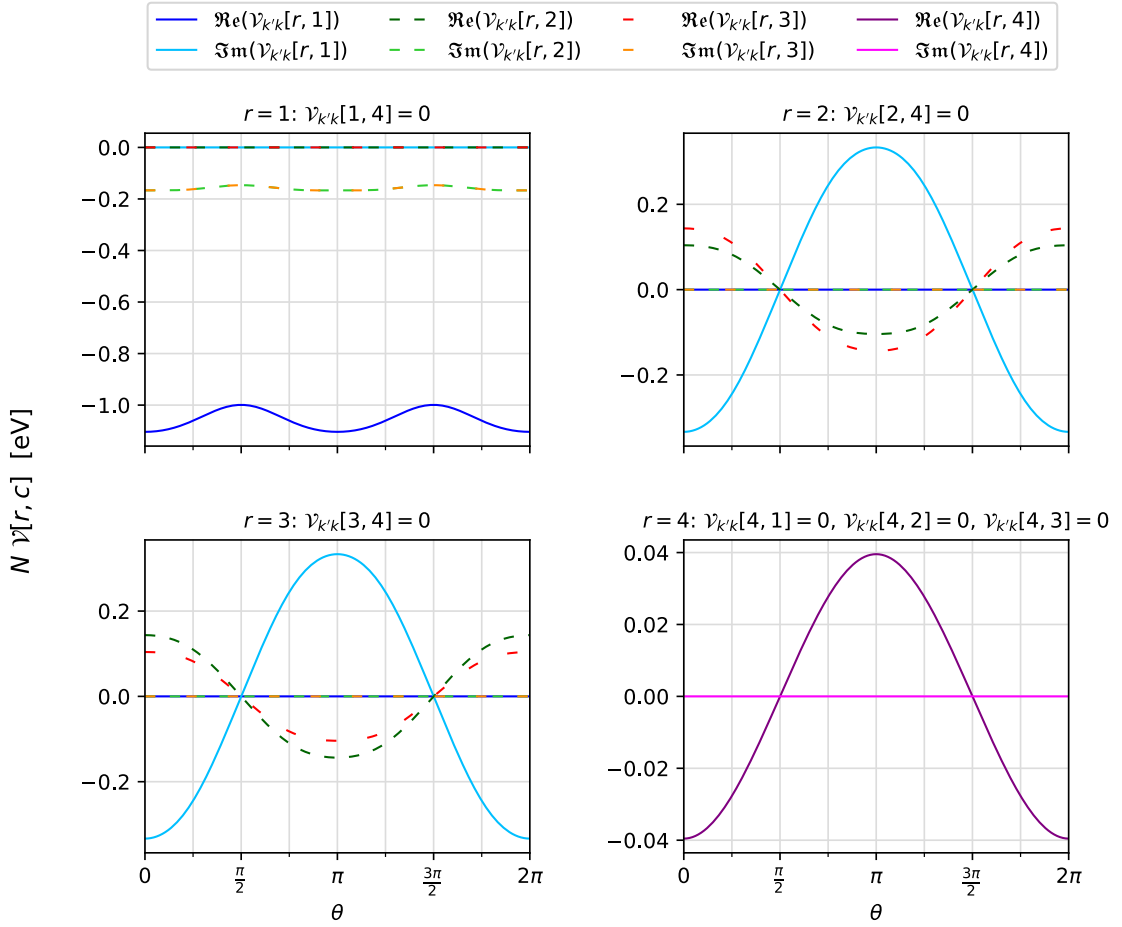 ℜ𝔢(𝒱ₖ′ₖ[r, 1]) ℜ𝔢(𝒱ₖ′ₖ[r, 2]) ℜ𝔢(𝒱ₖ′ₖ[r, 3]) ℜ𝔢(𝒱ₖ′ₖ[r, 4])
ℑ𝔪(𝒱ₖ′ₖ[r, 1]) ℑ𝔪(𝒱ₖ′ₖ[r, 2]) ℑ𝔪(𝒱ₖ′ₖ[r, 3]) ℑ𝔪(𝒱ₖ′ₖ[r, 4])
N 𝒱[r, c] [eV]
r = 1: 𝒱ₖ′ₖ[1, 4] = 0
0.0
−0.2
−0.4
−0.6
−0.8
−1.0
r = 2: 𝒱ₖ′ₖ[2, 4] = 0
0.2
0.0
−0.2
r = 3: 𝒱ₖ′ₖ[3, 4] = 0
0.2
0.0
−0.2
0 π/2 π 3π/2 2π
θ
r = 4: 𝒱ₖ′ₖ[4, 1] = 0, 𝒱ₖ′ₖ[4, 2] = 0, 𝒱ₖ′ₖ[4, 3] = 0
0.04
0.02
0.00
−0.02
−0.04
0 π/2 π 3π/2 2π
θ